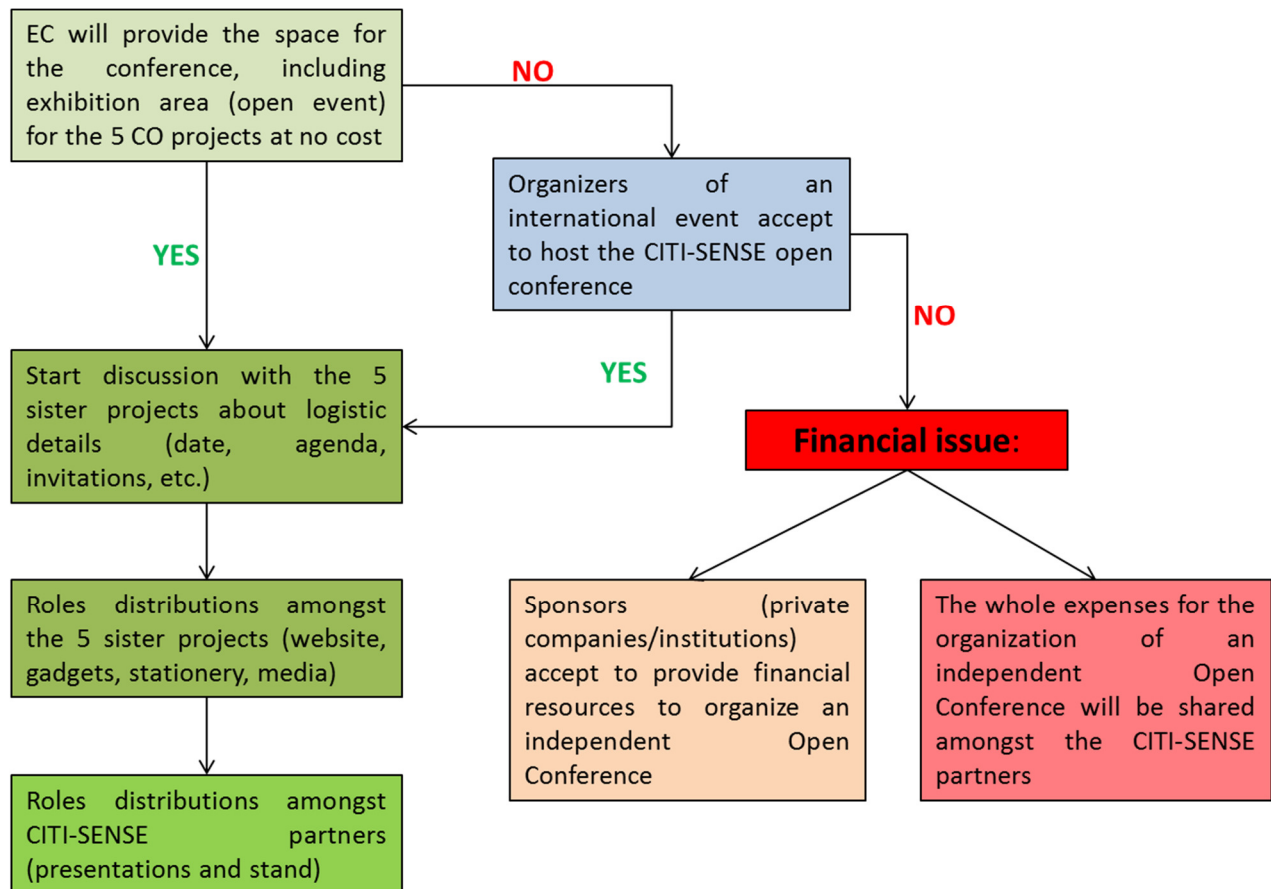 EC will provide the space for
the conference, including
exhibition area (open event)
for the 5 CO projects at no cost
NO
Organizers of an
international event accept
to host the CITI-SENSE open
conference
YES
NO
YES
Start discussion with the 5
sister projects about logistic
details (date, agenda,
invitations, etc.)
Financial issue:
Roles distributions amongst
the 5 sister projects (website,
gadgets, stationery, media)
Sponsors (private
companies/institutions)
accept to provide financial
resources to organize an
independent Open
Conference
The whole expenses for the
organization of an
independent Open
Conference will be shared
amongst the CITI-SENSE
partners
Roles distributions amongst
CITI-SENSE partners
(presentations and stand)